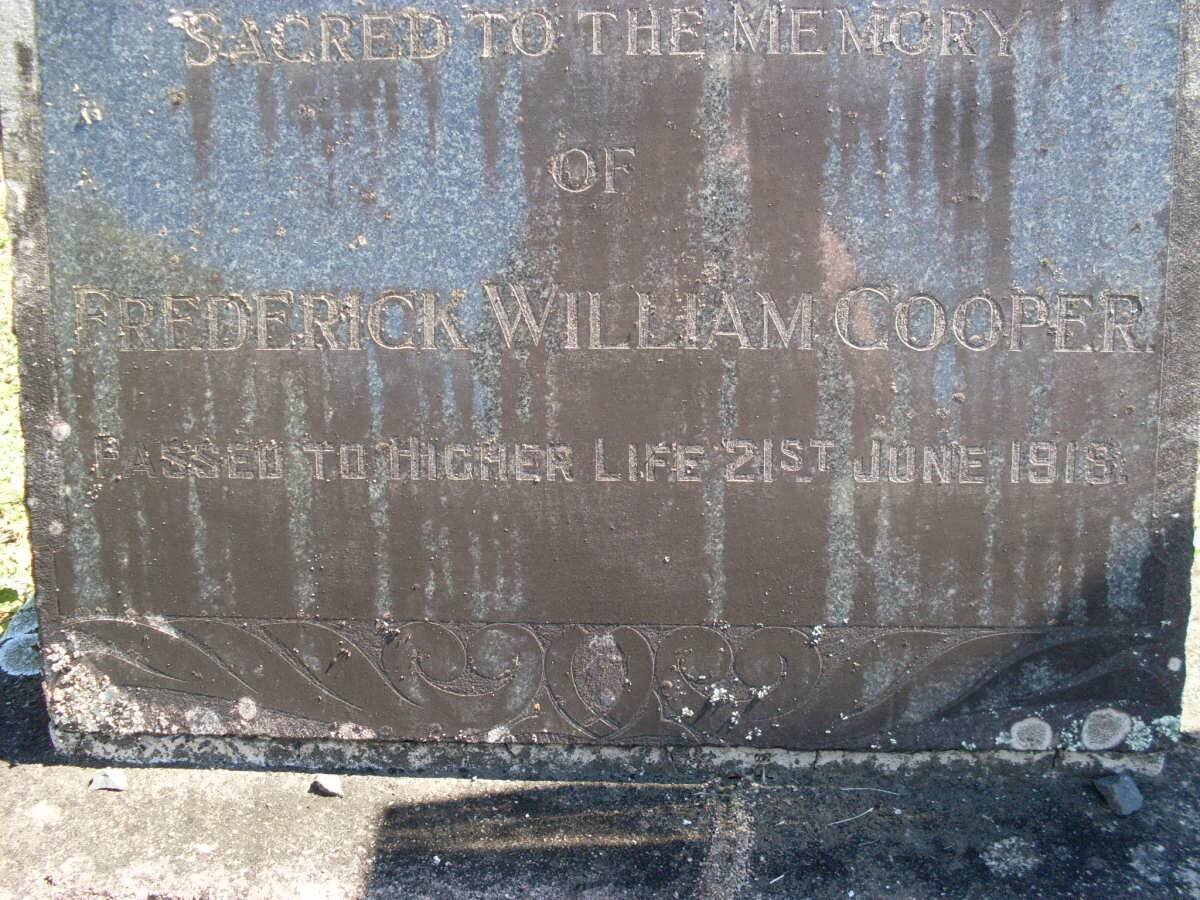 Sacred to the Memory
of
Frederick William Cooper.
Passed to Higher Life 21st June 1918.